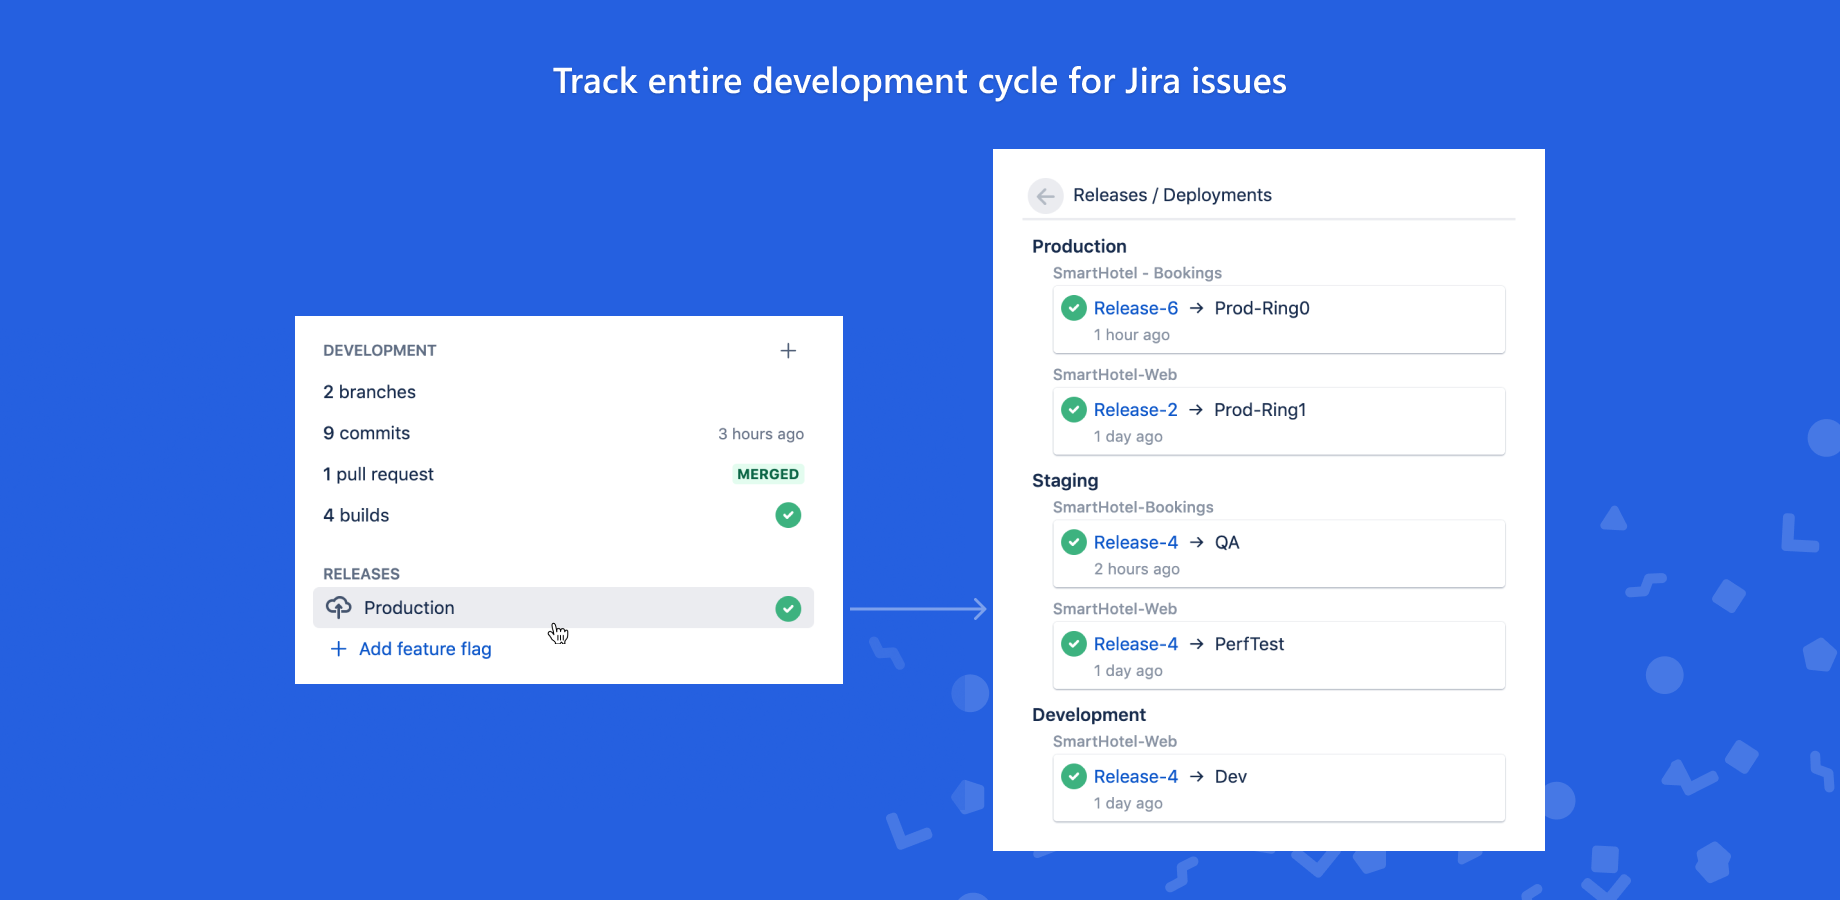 Track entire development cycle for Jira issues
DEVELOPMENT
2 branches
9 commits 3 hours ago
1 pull request MERGED
4 builds
RELEASES
Production
+ Add feature flag
Releases / Deployments
Production
SmartHotel - Bookings
Release-6 → Prod-Ring0
1 hour ago
SmartHotel-Web
Release-2 → Prod-Ring1
1 day ago
Staging
SmartHotel-Bookings
Release-4 → QA
2 hours ago
SmartHotel-Web
Release-4 → PerfTest
1 day ago
Development
SmartHotel-Web
Release-4 → Dev
1 day ago